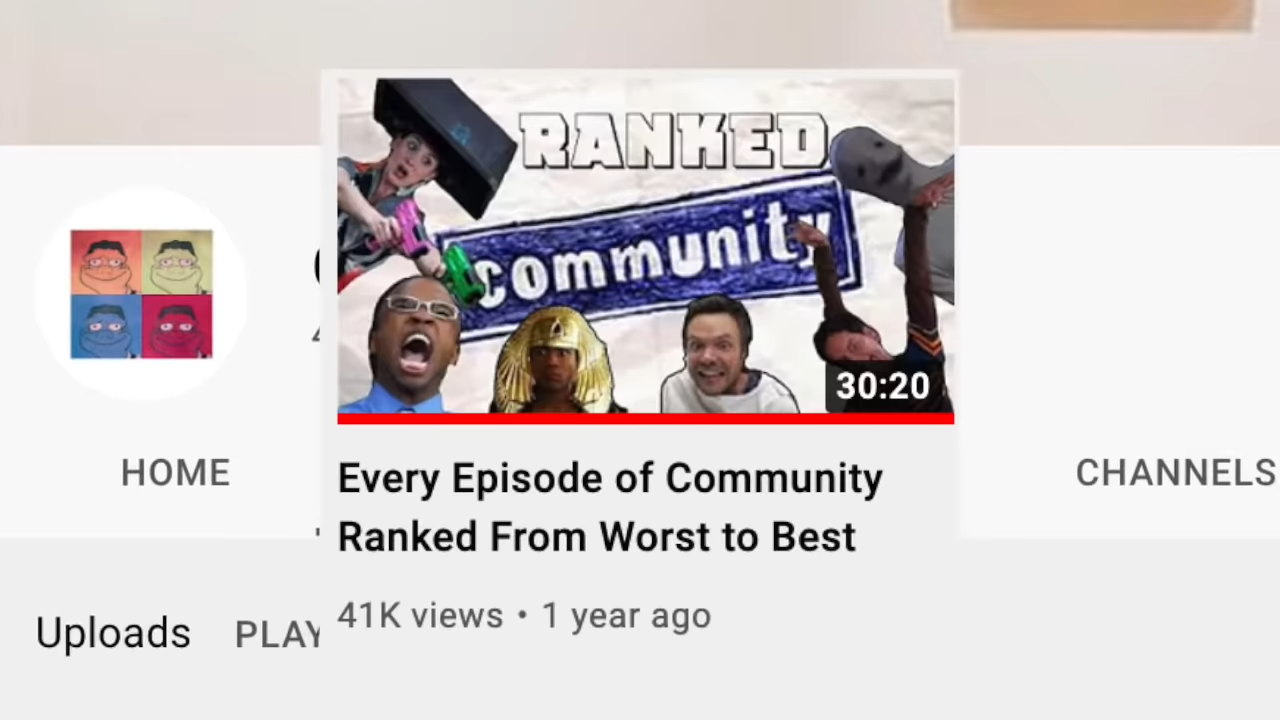 RANKED
community
30:20
HOME
CHANNELS
Every Episode of Community
Ranked From Worst to Best
41K views • 1 year ago
Uploads PLAY